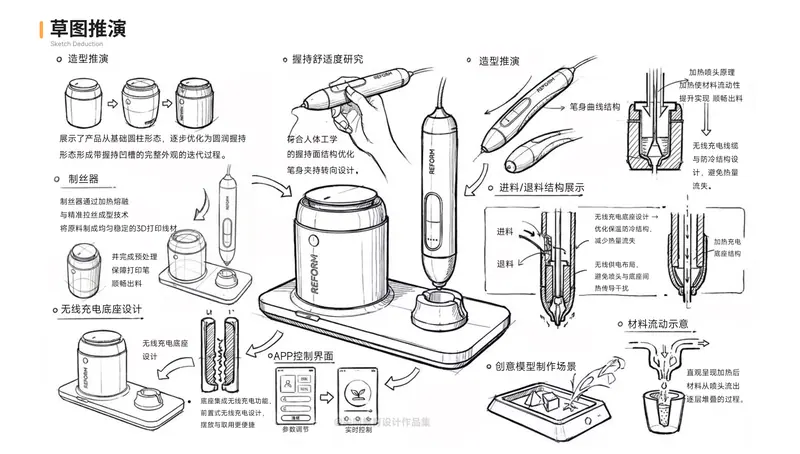 草图推演
Sketch Deduction
造型推演
展示了产品从基础圆柱形态，逐步优化为圆润握持
形态形成带握持凹槽的完整外观的迭代过程。
制丝器
制丝器通过加热熔融
与精准拉丝成型技术
将原料制成均匀稳定的3D打印线材
并完成预处理
保障打印笔
顺畅出料
无线充电底座设计
无线充电底座
设计
底座集成无线充电功能，
前置式无线充电设计，
摆放与取用更便捷
握持舒适度研究
符合人体工学
的握持面结构优化
笔身夹持转向设计。
REFORM
REFORM
REFORM
REFORM
REFORM
APP控制界面
参数调节
实时控制
造型推演
笔身曲线结构
加热喷头原理
加热使材料流动性
提升实现 顺畅出料
无线充电线缆
与防冷结构设
计，避免热量
流失。
进料/退料结构展示
进料
退料
无线充电底座设计
优化保温防冷结构，
减少热量流失
无线供电布局，
避免喷头与底座间
热传导干扰
加热充电
底座结构
创意模型制作场景
材料流动示意
直观呈现加热后
材料从喷头流出
逐层堆叠的过程。
设计作品集